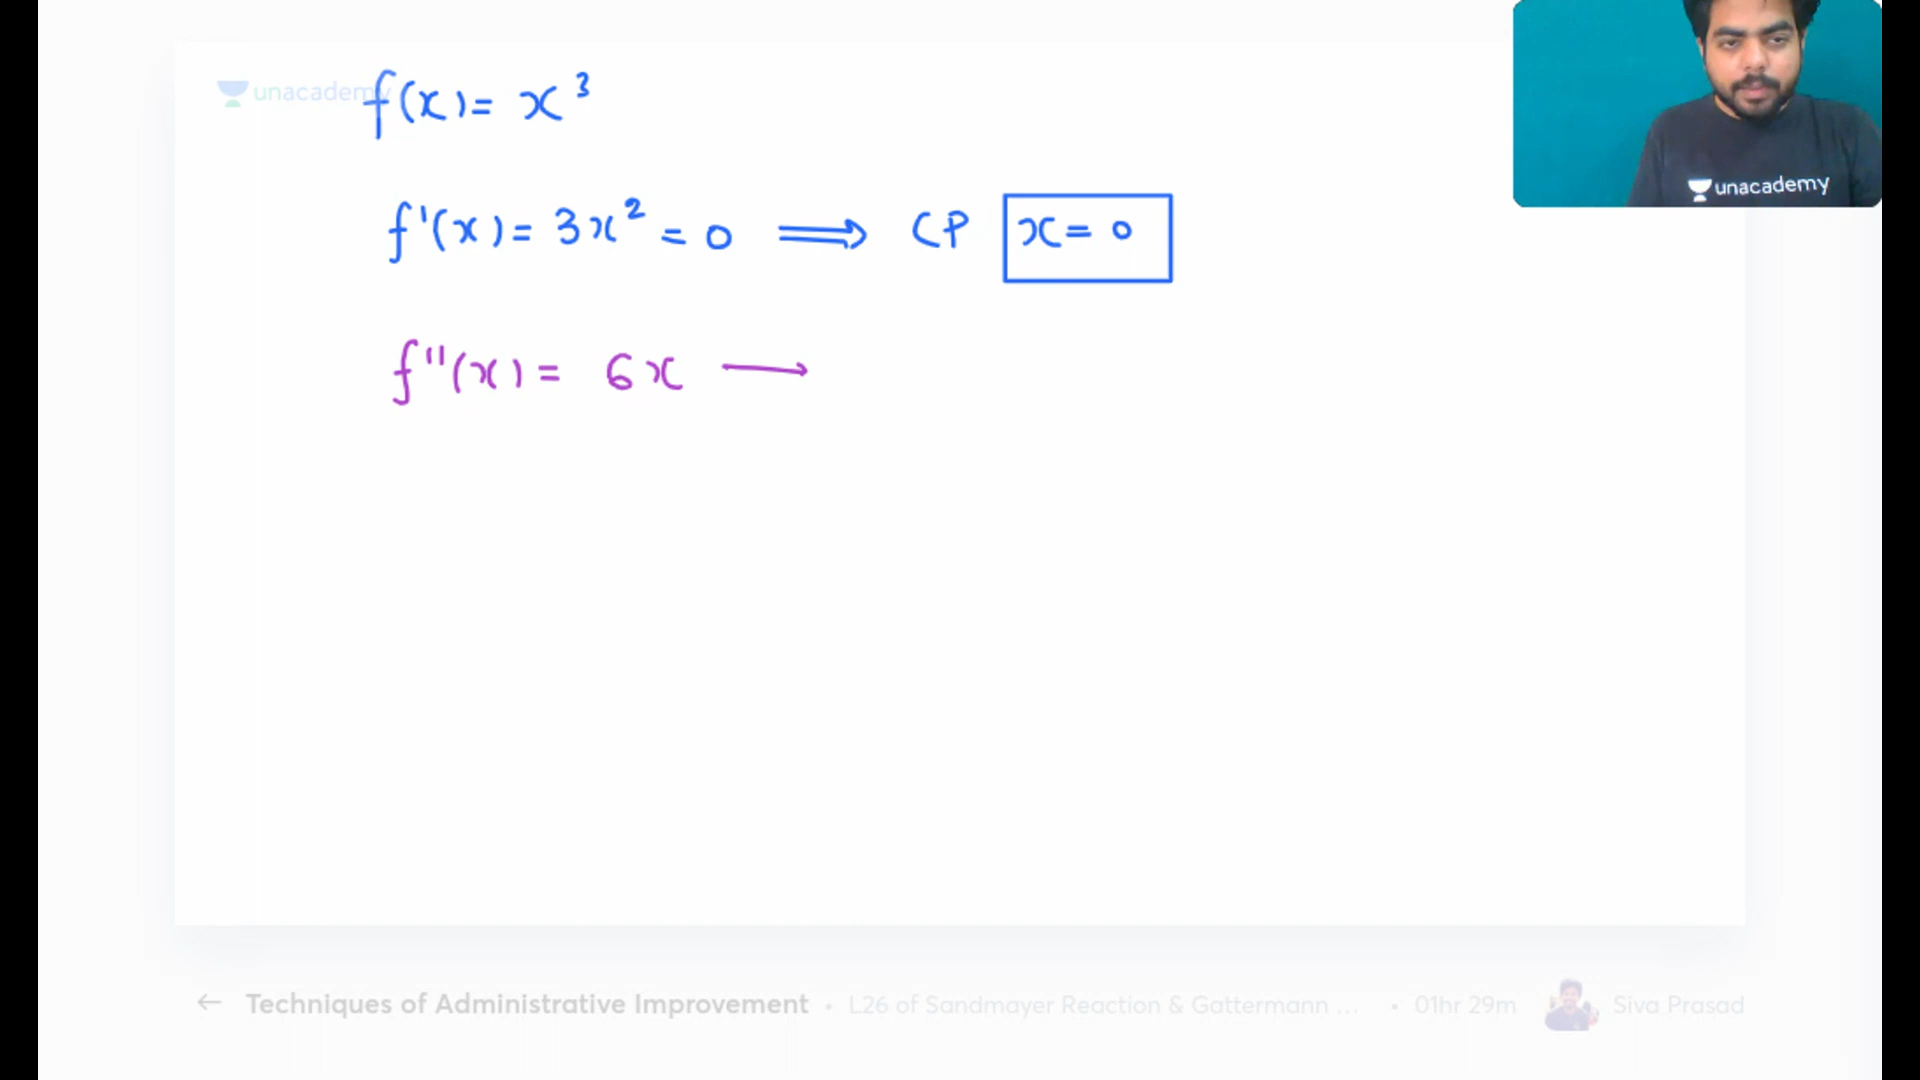 unacademy
f(x) = x³
unacademy
f'(x) = 3x² = 0 ⟹ CP x = 0
f''(x) = 6x ⟶
← Techniques of Administrative Improvement • L26 of Sandmayer Reaction & Gattermann ... • 01hr 29m Siva Prasad